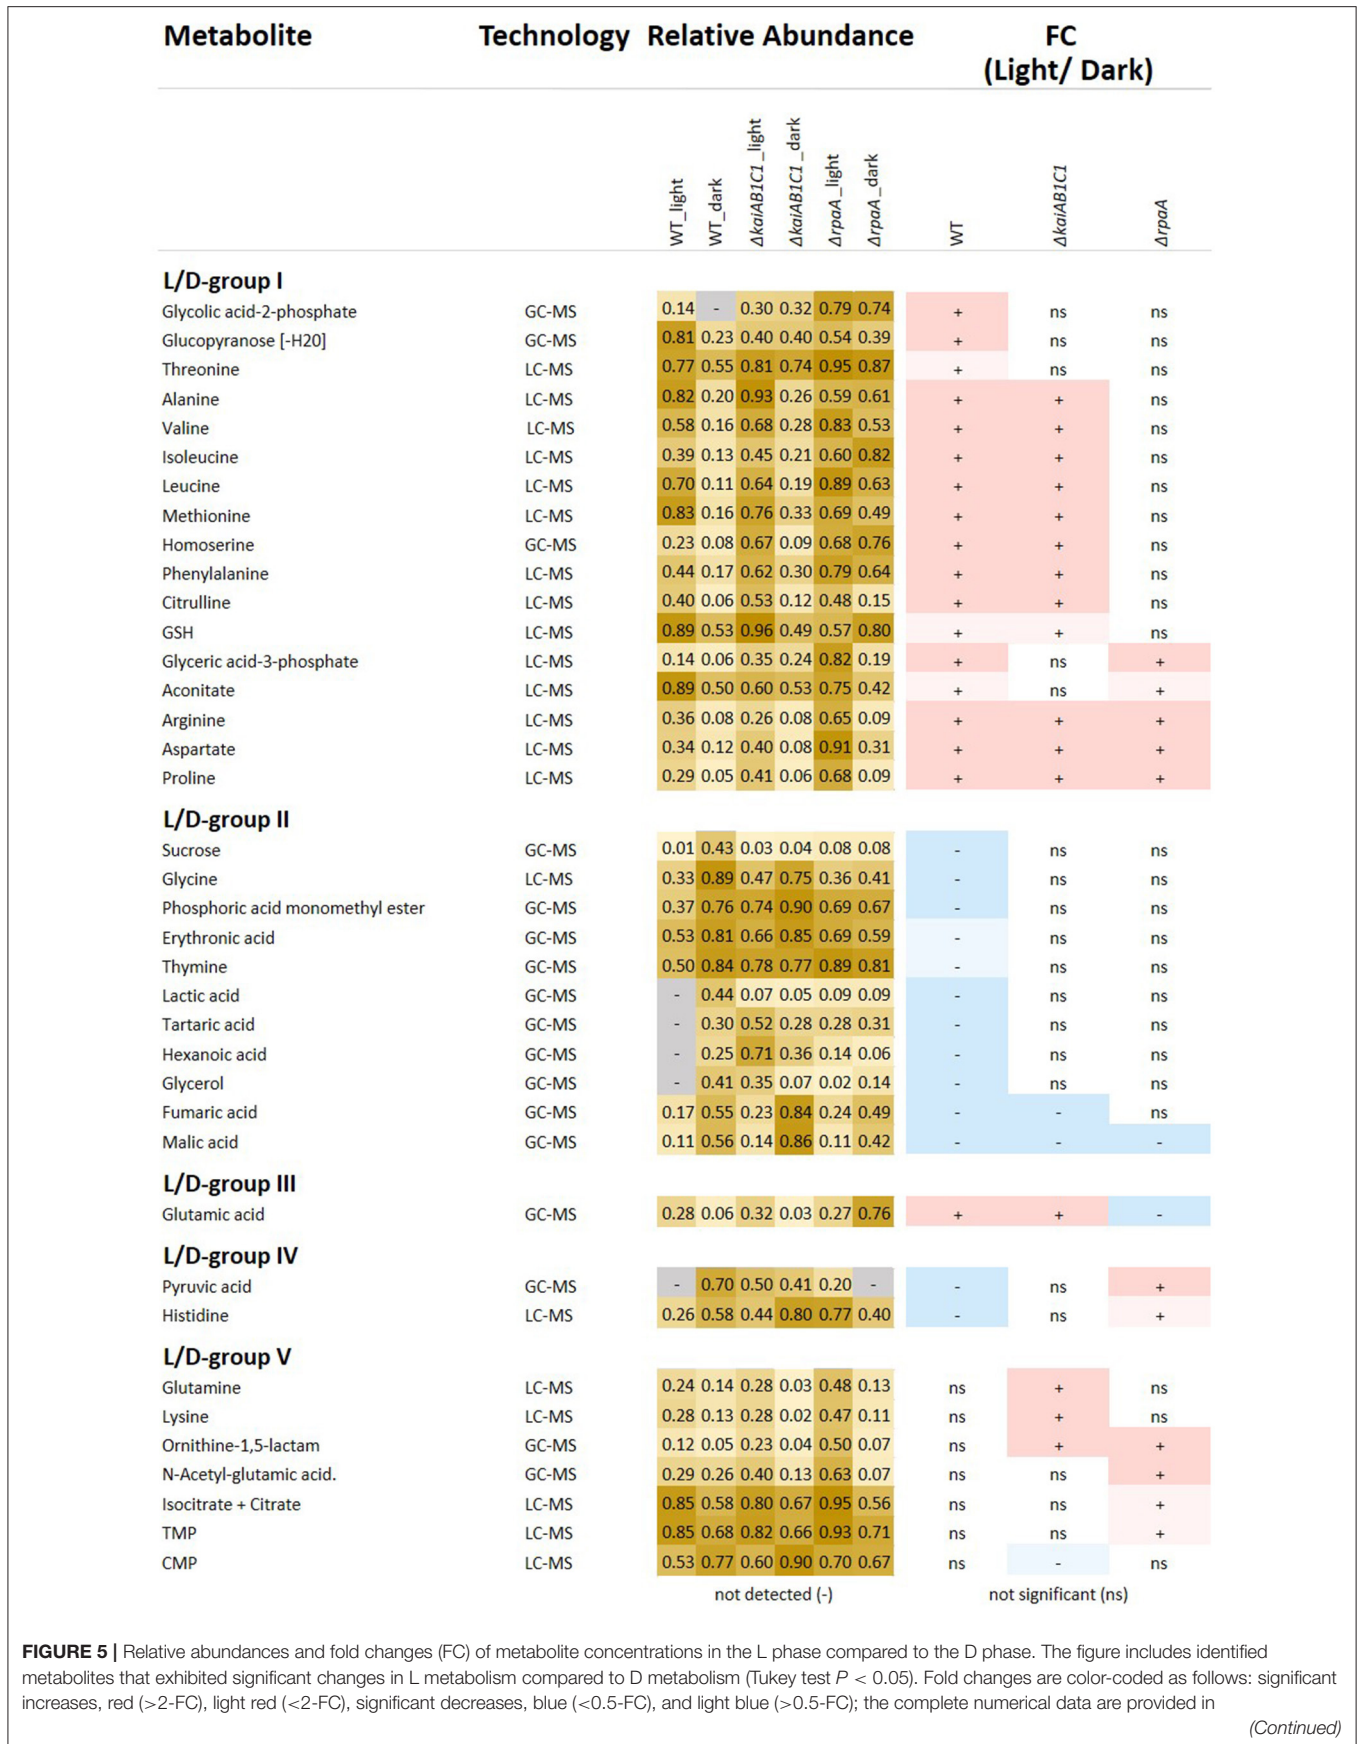 Metabolite Technology Relative Abundance FC
(Light/ Dark)
WT_light WT_dark ΔkaiAB1C1_light ΔkaiAB1C1_dark ΔrpaA_light ΔrpaA_dark WT ΔkaiAB1C1 ΔrpaA
L/D-group I
Glycolic acid-2-phosphate GC-MS 0.14 - 0.30 0.32 0.79 0.74 + ns ns
Glucopyranose [-H20] GC-MS 0.81 0.23 0.40 0.40 0.54 0.39 + ns ns
Threonine LC-MS 0.77 0.55 0.81 0.74 0.95 0.87 + ns ns
Alanine LC-MS 0.82 0.20 0.93 0.26 0.59 0.61 + + ns
Valine LC-MS 0.58 0.16 0.68 0.28 0.83 0.53 + + ns
Isoleucine LC-MS 0.39 0.13 0.45 0.21 0.60 0.82 + + ns
Leucine LC-MS 0.70 0.11 0.64 0.19 0.89 0.63 + + ns
Methionine LC-MS 0.83 0.16 0.76 0.33 0.69 0.49 + + ns
Homoserine GC-MS 0.23 0.08 0.67 0.09 0.68 0.76 + + ns
Phenylalanine LC-MS 0.44 0.17 0.62 0.30 0.79 0.64 + + ns
Citrulline LC-MS 0.40 0.06 0.53 0.12 0.48 0.15 + + ns
GSH LC-MS 0.89 0.53 0.96 0.49 0.57 0.80 + + ns
Glyceric acid-3-phosphate LC-MS 0.14 0.06 0.35 0.24 0.82 0.19 + ns +
Aconitate LC-MS 0.89 0.50 0.60 0.53 0.75 0.42 + ns +
Arginine LC-MS 0.36 0.08 0.26 0.08 0.65 0.09 + + +
Aspartate LC-MS 0.34 0.12 0.40 0.08 0.91 0.31 + + +
Proline LC-MS 0.29 0.05 0.41 0.06 0.68 0.09 + + +
L/D-group II
Sucrose GC-MS 0.01 0.43 0.03 0.04 0.08 0.08 - ns ns
Glycine LC-MS 0.33 0.89 0.47 0.75 0.36 0.41 - ns ns
Phosphoric acid monomethyl ester GC-MS 0.37 0.76 0.74 0.90 0.69 0.67 - ns ns
Erythronic acid GC-MS 0.53 0.81 0.66 0.85 0.69 0.59 - ns ns
Thymine GC-MS 0.50 0.84 0.78 0.77 0.89 0.81 - ns ns
Lactic acid GC-MS - 0.44 0.07 0.05 0.09 0.09 - ns ns
Tartaric acid GC-MS - 0.30 0.52 0.28 0.28 0.31 - ns ns
Hexanoic acid GC-MS - 0.25 0.71 0.36 0.14 0.06 - ns ns
Glycerol GC-MS - 0.41 0.35 0.07 0.02 0.14 - ns ns
Fumaric acid GC-MS 0.17 0.55 0.23 0.84 0.24 0.49 - - ns
Malic acid GC-MS 0.11 0.56 0.14 0.86 0.11 0.42 - - -
L/D-group III
Glutamic acid GC-MS 0.28 0.06 0.32 0.03 0.27 0.76 + + -
L/D-group IV
Pyruvic acid GC-MS - 0.70 0.50 0.41 0.20 - - ns +
Histidine LC-MS 0.26 0.58 0.44 0.80 0.77 0.40 - ns +
L/D-group V
Glutamine LC-MS 0.24 0.14 0.28 0.03 0.48 0.13 ns + ns
Lysine LC-MS 0.28 0.13 0.28 0.02 0.47 0.11 ns + ns
Ornithine-1,5-lactam GC-MS 0.12 0.05 0.23 0.04 0.50 0.07 ns + +
N-Acetyl-glutamic acid. GC-MS 0.29 0.26 0.40 0.13 0.63 0.07 ns ns +
Isocitrate + Citrate LC-MS 0.85 0.58 0.80 0.67 0.95 0.56 ns ns +
TMP LC-MS 0.85 0.68 0.82 0.66 0.93 0.71 ns ns +
CMP LC-MS 0.53 0.77 0.60 0.90 0.70 0.67 ns - ns
not detected (-) not significant (ns)
FIGURE 5 | Relative abundances and fold changes (FC) of metabolite concentrations in the L phase compared to the D phase. The figure includes identified
metabolites that exhibited significant changes in L metabolism compared to D metabolism (Tukey test P < 0.05). Fold changes are color-coded as follows: significant
increases, red (>2-FC), light red (<2-FC), significant decreases, blue (<0.5-FC), and light blue (>0.5-FC); the complete numerical data are provided in
(Continued)